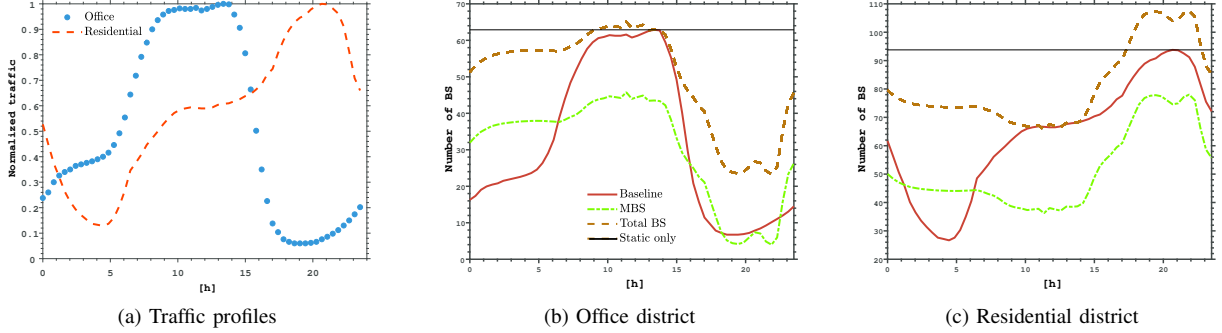 Normalized traffic
1
0.9
0.8
0.7
0.6
0.5
0.4
0.3
0.2
0.1
0
Office
Residential
0 5 10 15 20
[h]
(a) Traffic profiles
Number of BS
70
60
50
40
30
20
10
0
Baseline
MBS
Total BS
Static only
0 5 10 15 20
[h]
(b) Office district
Number of BS
110
100
90
80
70
60
50
40
30
20
0 5 10 15 20
[h]
(c) Residential district